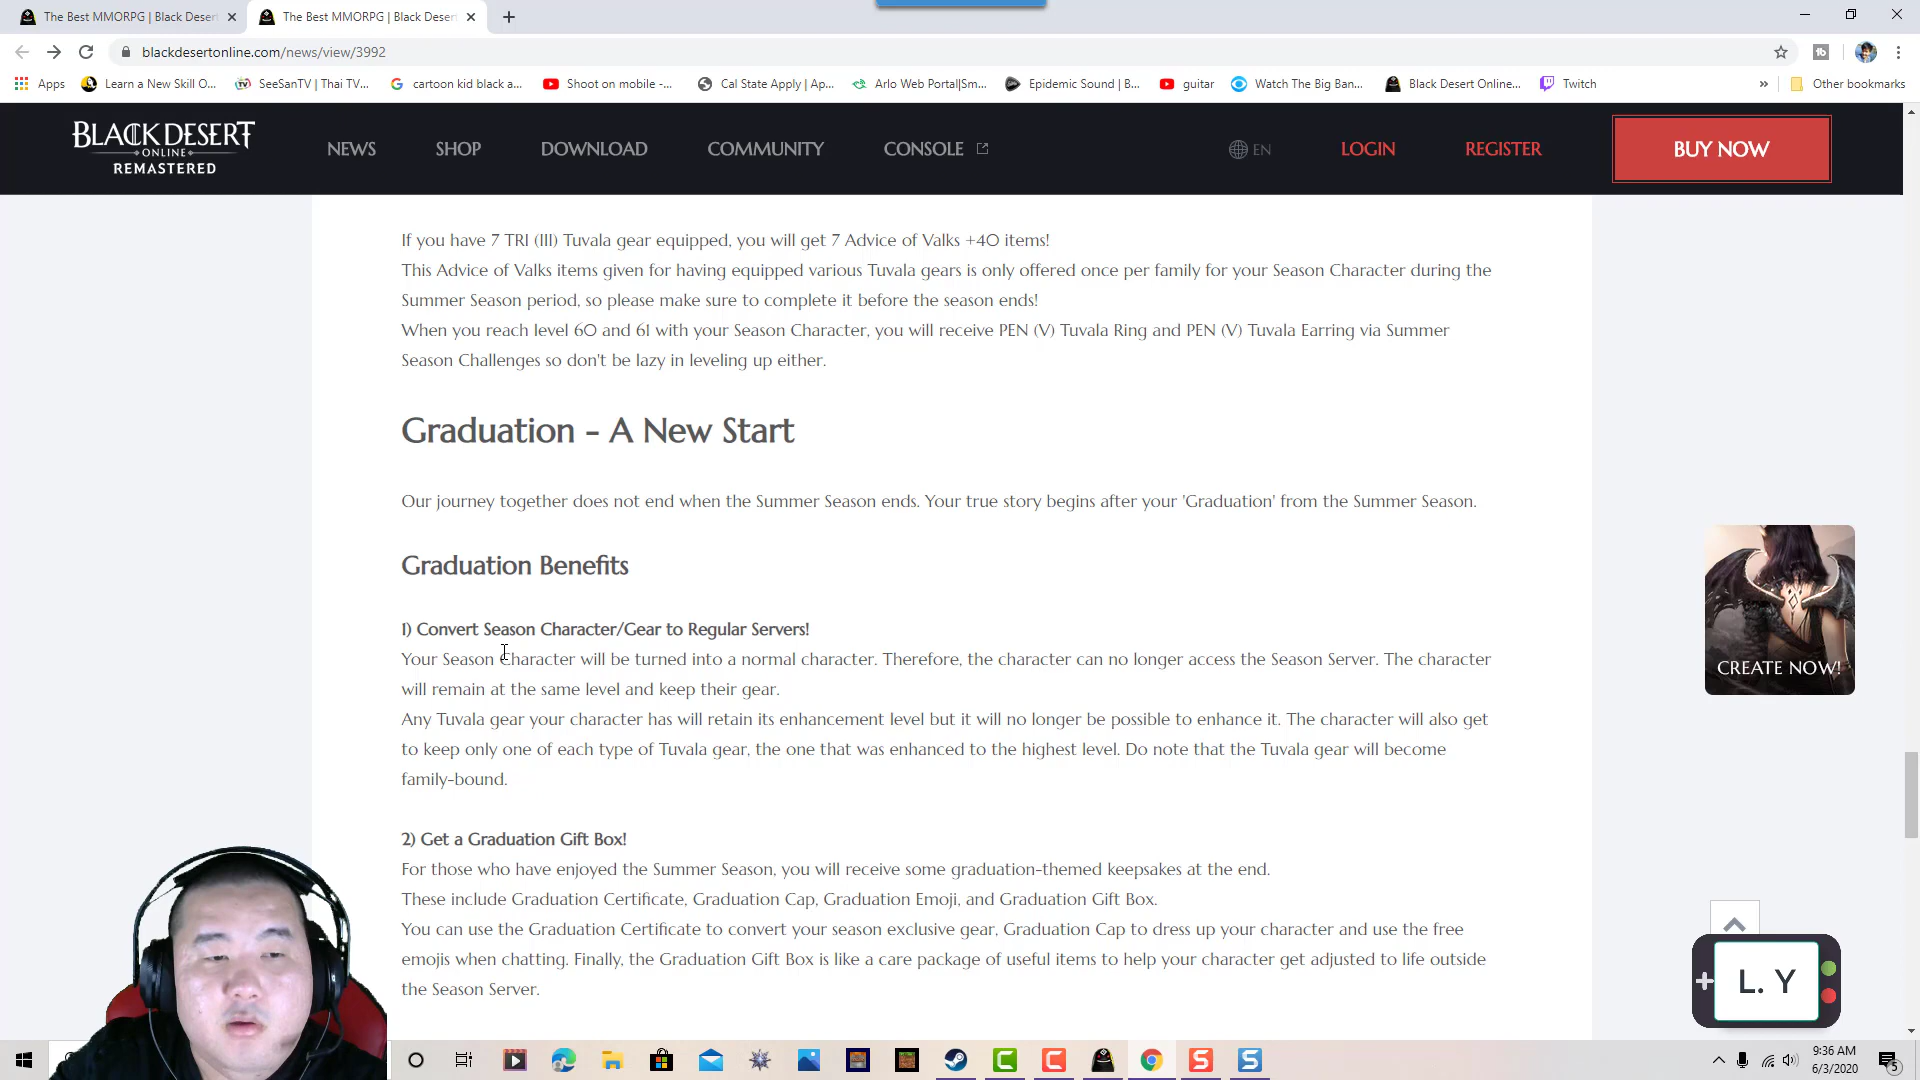 The Best MMORPG | Black Deser
The Best MMORPG | Black Deser
blackdesertonline.com/news/view/3992
Apps
Learn a New Skill O...
SeeSanTV | Thai TV...
cartoon kid black a...
Shoot on mobile -...
Cal State Apply | Ap...
Arlo Web Portal|Sm...
Epidemic Sound | B...
guitar
Watch The Big Ban...
Black Desert Online...
Twitch
»
Other bookmarks
BLACK DESERT
ONLINE
REMASTERED
NEWS
SHOP
DOWNLOAD
COMMUNITY
CONSOLE
EN
LOGIN
REGISTER
BUY NOW
If you have 7 TRI (III) Tuvala gear equipped, you will get 7 Advice of Valks +40 items!
This Advice of Valks items given for having equipped various Tuvala gears is only offered once per family for your Season Character during the
Summer Season period, so please make sure to complete it before the season ends!
When you reach level 60 and 61 with your Season Character, you will receive PEN (V) Tuvala Ring and PEN (V) Tuvala Earring via Summer
Season Challenges so don't be lazy in leveling up either.
Graduation - A New Start
Our journey together does not end when the Summer Season ends. Your true story begins after your 'Graduation' from the Summer Season.
Graduation Benefits
1) Convert Season Character/Gear to Regular Servers!
Your Season Character will be turned into a normal character. Therefore, the character can no longer access the Season Server. The character
will remain at the same level and keep their gear.
Any Tuvala gear your character has will retain its enhancement level but it will no longer be possible to enhance it. The character will also get
to keep only one of each type of Tuvala gear, the one that was enhanced to the highest level. Do note that the Tuvala gear will become
family-bound.
2) Get a Graduation Gift Box!
For those who have enjoyed the Summer Season, you will receive some graduation-themed keepsakes at the end.
These include Graduation Certificate, Graduation Cap, Graduation Emoji, and Graduation Gift Box.
You can use the Graduation Certificate to convert your season exclusive gear, Graduation Cap to dress up your character and use the free
emojis when chatting. Finally, the Graduation Gift Box is like a care package of useful items to help your character get adjusted to life outside
the Season Server.
CREATE NOW!
L. Y
9:36 AM
6/3/2020
5